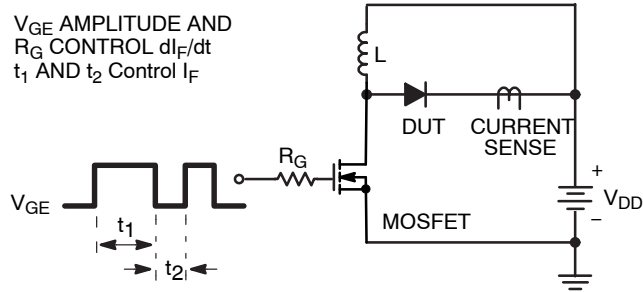 V_GE AMPLITUDE AND
R_G CONTROL dI_F/dt
t_1 AND t_2 Control I_F
L
DUT
CURRENT
SENSE
R_G
+
V_GE
V_DD
MOSFET
−
t_1
t_2